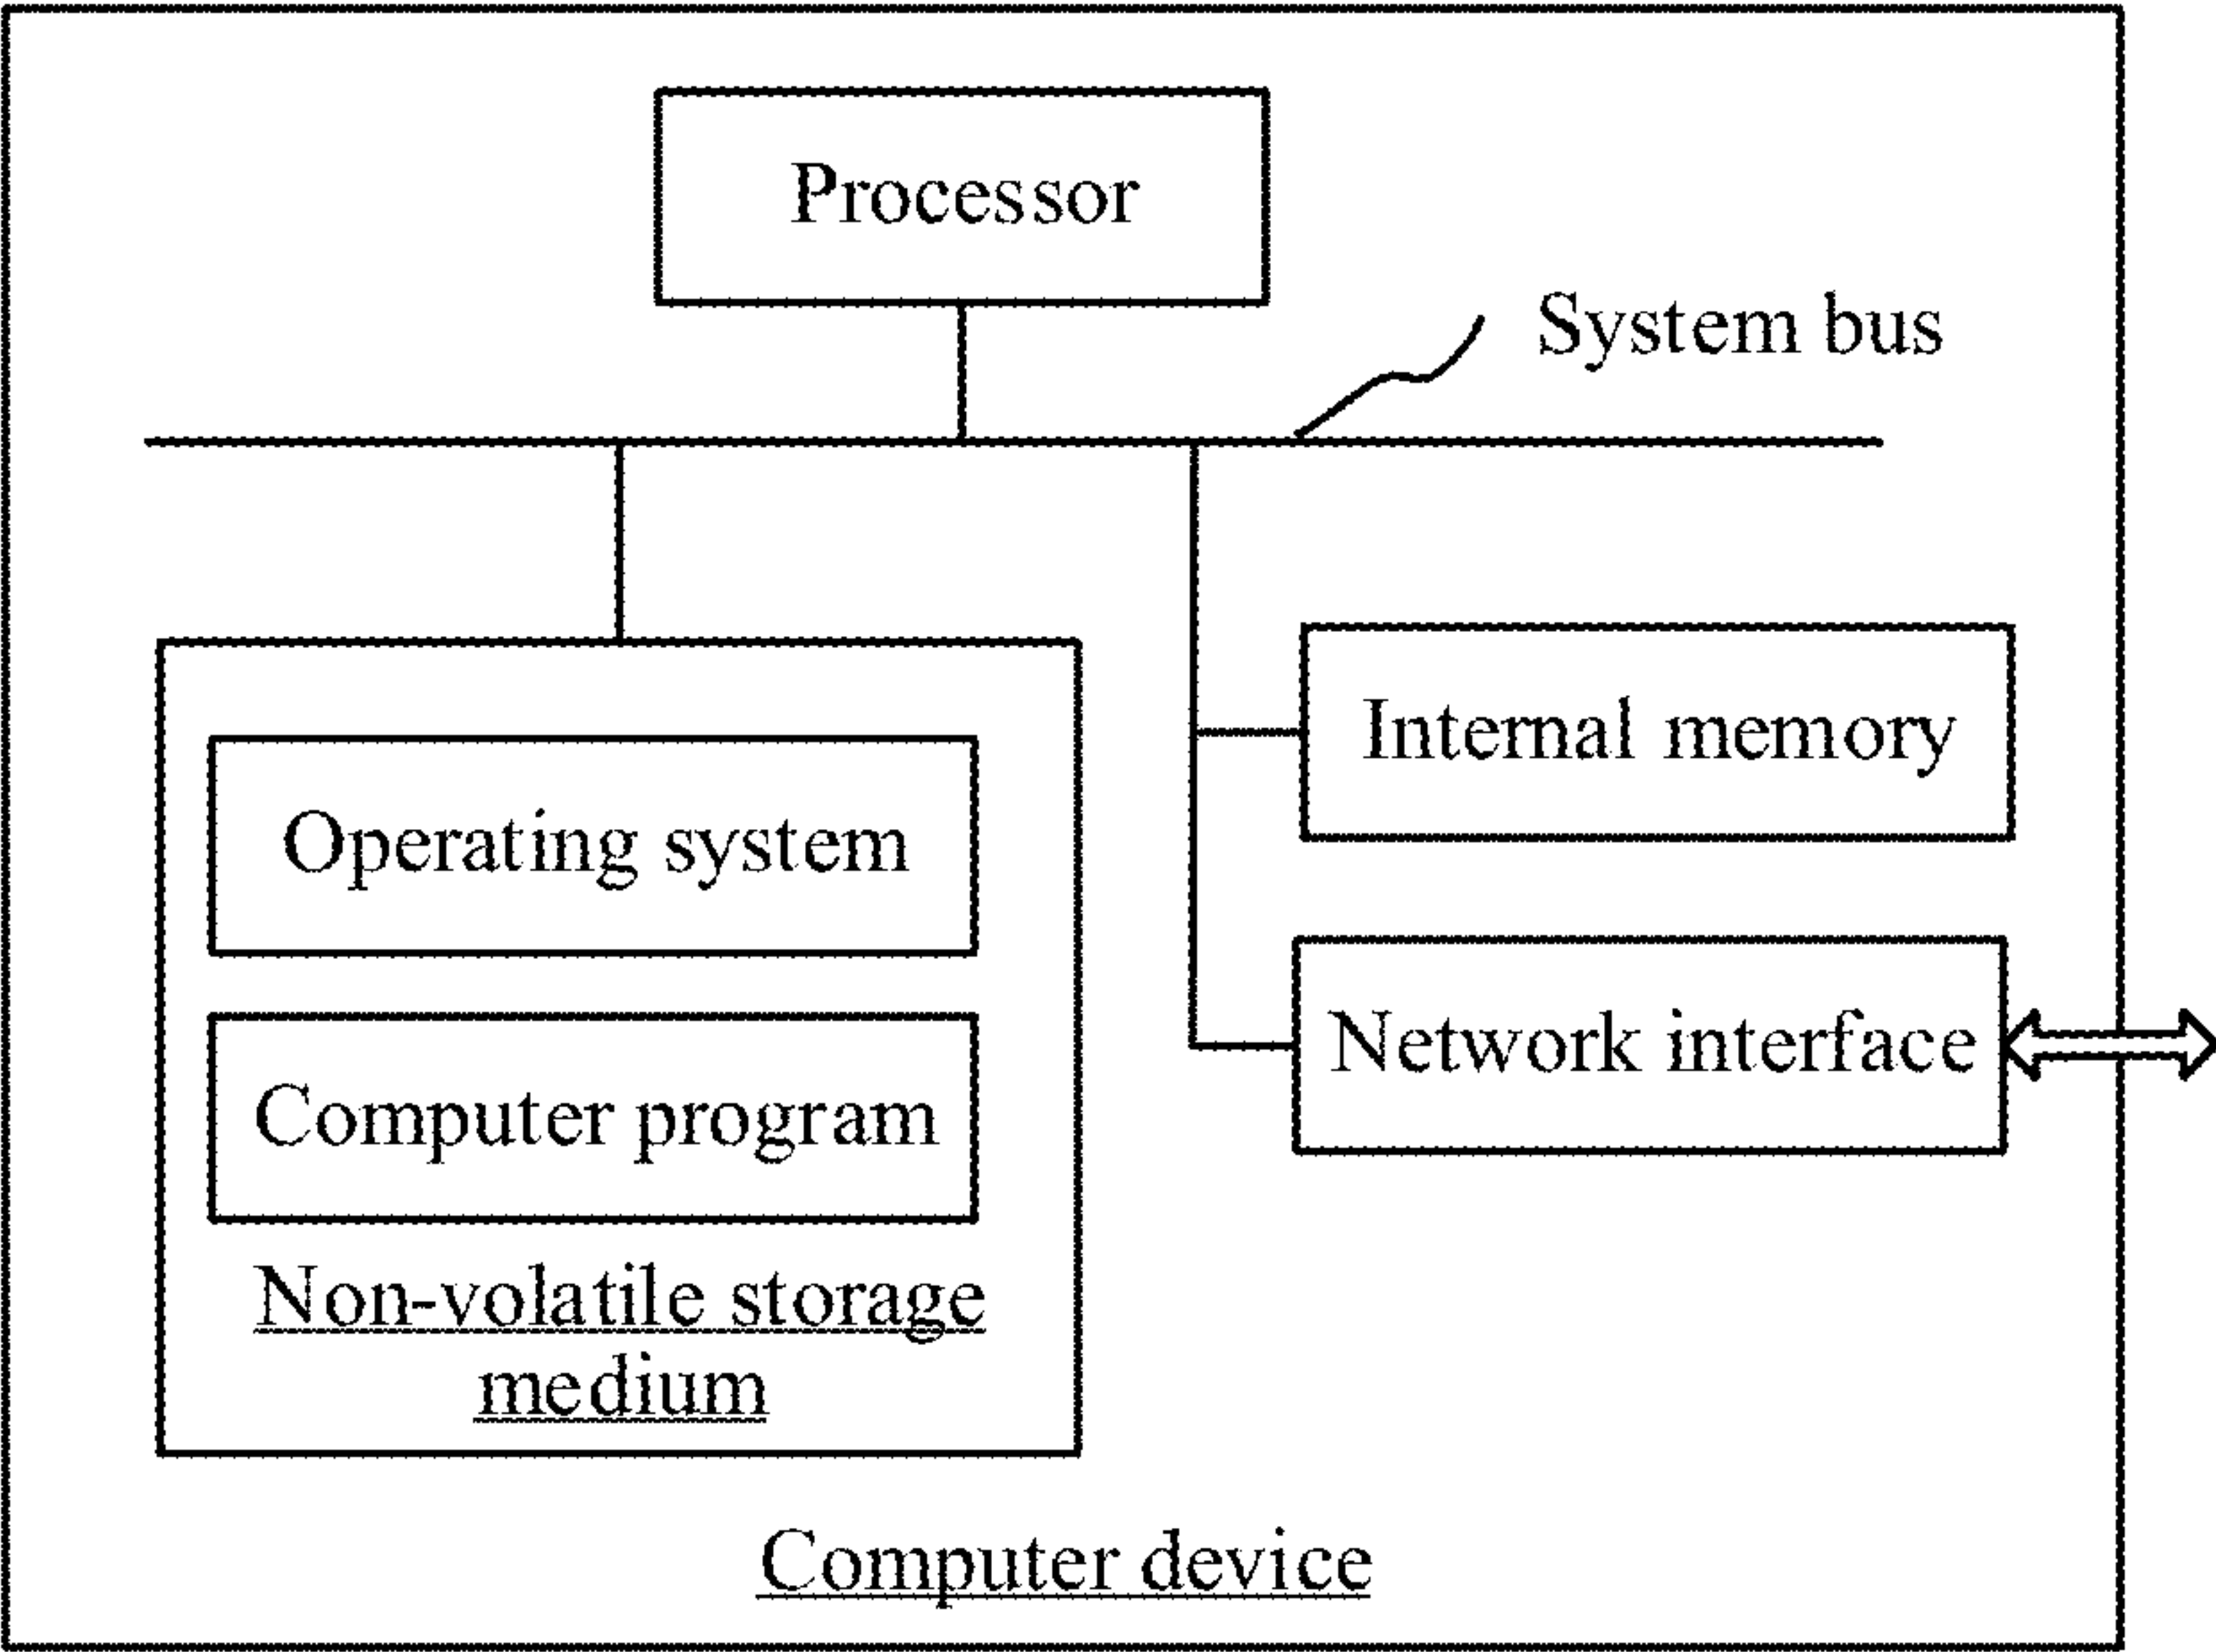 Processor
System bus
Internal memory
Operating system
Network interface
Computer program
Non-volatile storage
medium
Computer device